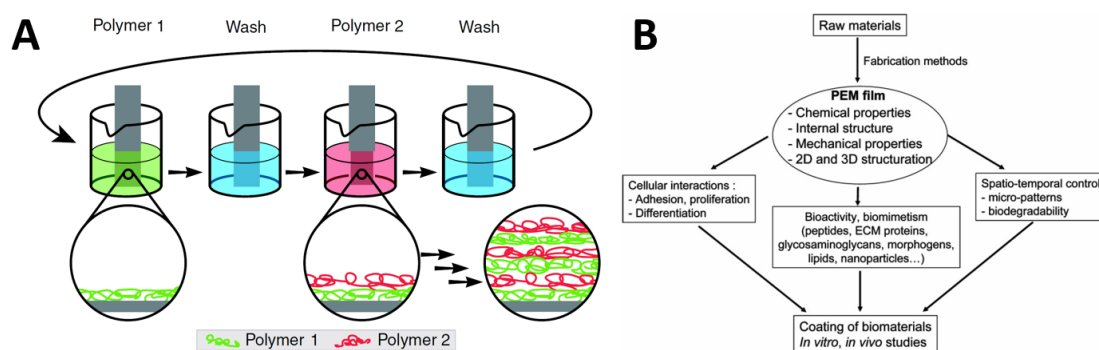 A
Polymer 1
Wash
Polymer 2
Wash
Polymer 1
Polymer 2
B
Raw materials
Fabrication methods
PEM film
- Chemical properties
- Internal structure
- Mechanical properties
- 2D and 3D structuration
Cellular interactions :
- Adhesion, proliferation
- Differentiation
Bioactivity, biomimetism
(peptides, ECM proteins,
glycosaminoglycans, morphogens,
lipids, nanoparticles...)
Spatio-temporal control
- micro-patterns
- biodegradability
Coating of biomaterials
In vitro, in vivo studies